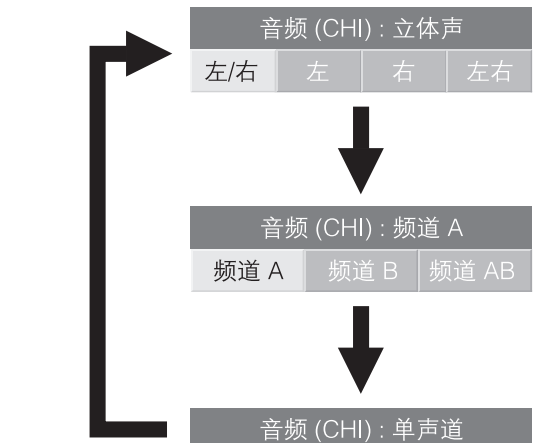 音频 (CHI) : 立体声
左/右 左 右 左右
音频 (CHI) : 频道 A
频道 A 频道 B 频道 AB
音频 (CHI) : 单声道